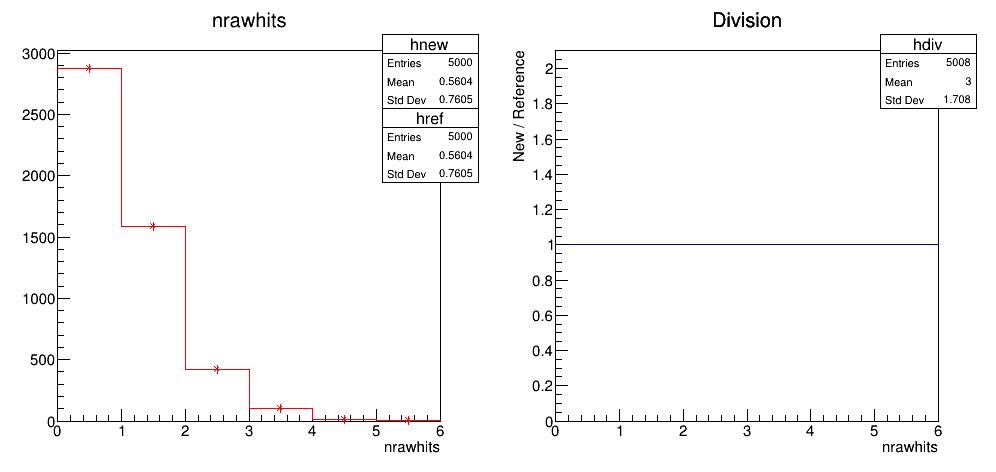 nrawhits
hnew
Entries 5000
Mean 0.5604
Std Dev 0.7605
href
Entries 5000
Mean 0.5604
Std Dev 0.7605
3000
2500
2000
1500
1000
500
0
0 1 2 3 4 5 6
nrawhits
Division
hdiv
Entries 5008
Mean 3
Std Dev 1.708
New / Reference
2
1.8
1.6
1.4
1.2
1
0.8
0.6
0.4
0.2
0
0 1 2 3 4 5 6
nrawhits